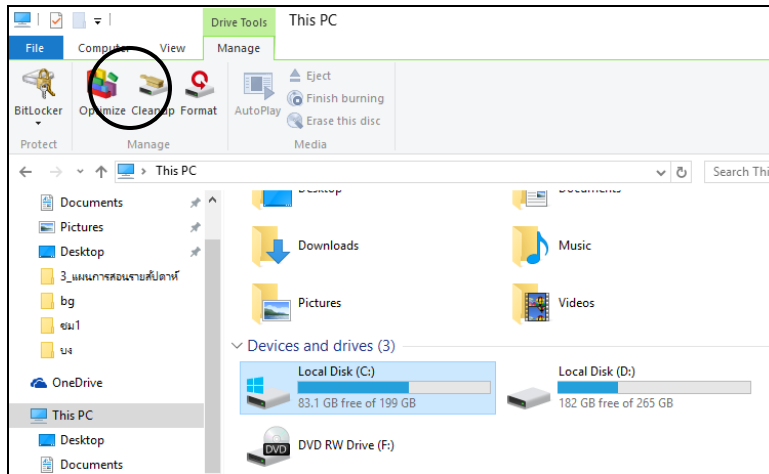 Drive Tools
This PC
File
Computer
View
Manage
BitLocker
Optimize
Cleanup
Format
AutoPlay
Eject
Finish burning
Erase this disc
Protect
Manage
Media
This PC
Search Thi
Documents
Pictures
Desktop
3_แผนการสอนรายสัปดาห์
bg
ซม1
บง
OneDrive
This PC
Desktop
Documents
Desktop
Documents
Downloads
Music
Pictures
Videos
Devices and drives (3)
Local Disk (C:)
83.1 GB free of 199 GB
Local Disk (D:)
182 GB free of 265 GB
DVD
DVD RW Drive (F:)